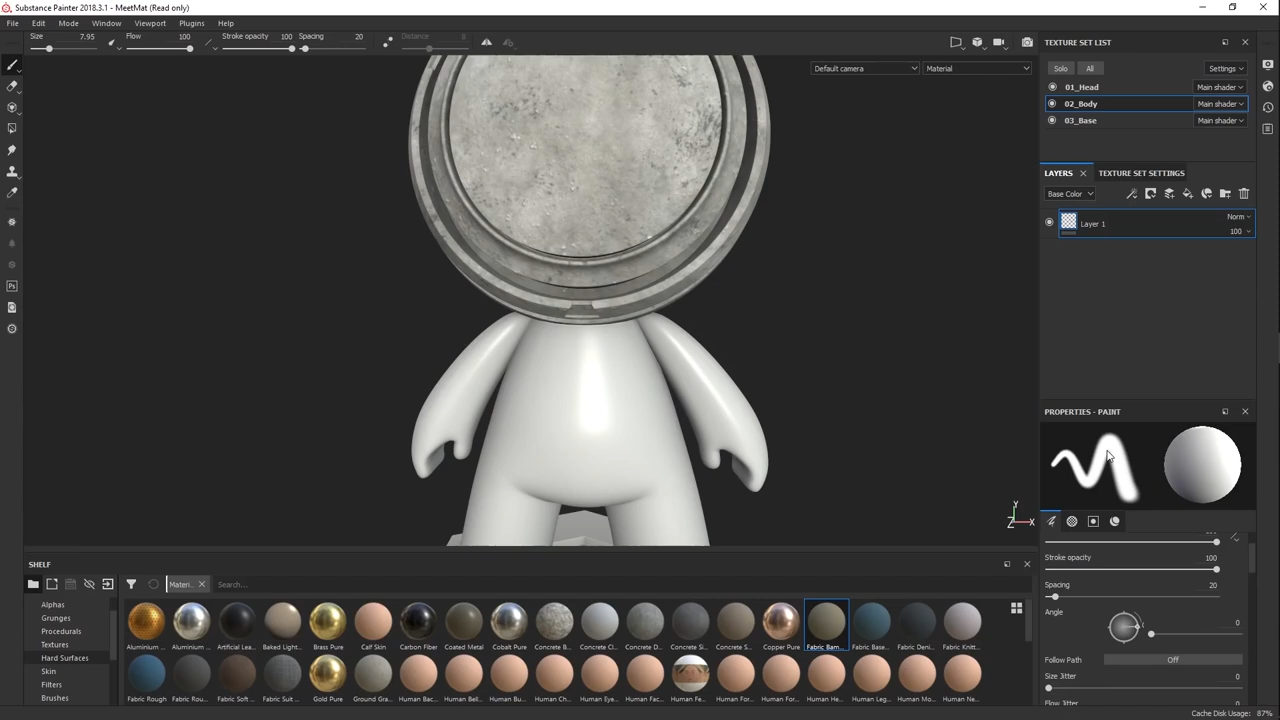 Substance Painter 2018.3.1 - MeetMat (Read only)
File Edit Mode Window Viewport Plugins Help
Size 7.95 Flow 100 Stroke opacity 100 Spacing 20 Distance 8
Default camera Material
TEXTURE SET LIST
Solo All Settings
01_Head Main shader
02_Body Main shader
03_Base Main shader
LAYERS TEXTURE SET SETTINGS
Base Color
Layer 1 Norm
100
PROPERTIES - PAINT
Stroke opacity 100
Spacing 20
Angle 0
Follow Path Off
Size Jitter 0
Y
Z X
SHELF
Materi... Search...
Alphas
Grunges
Procedurals
Textures
Hard Surfaces
Skin
Filters
Brushes
Aluminium ... Aluminium ... Artificial Lea... Baked Light... Brass Pure Calf Skin Carbon Fiber Coated Metal Cobalt Pure Concrete B... Concrete Cl... Concrete D... Concrete Si... Concrete S... Copper Pure Fabric Bam... Fabric Base... Fabric Deni... Fabric Knitt...
Fabric Rough Fabric Rou... Fabric Soft ... Fabric Suit ... Gold Pure Ground Gra... Human Bac... Human Bell... Human Bu... Human Ch... Human Eye... Human Fac... Human Fe... Human For... Human For... Human He... Human Leg... Human Mo... Human Ne...
Cache Disk Usage: 87%